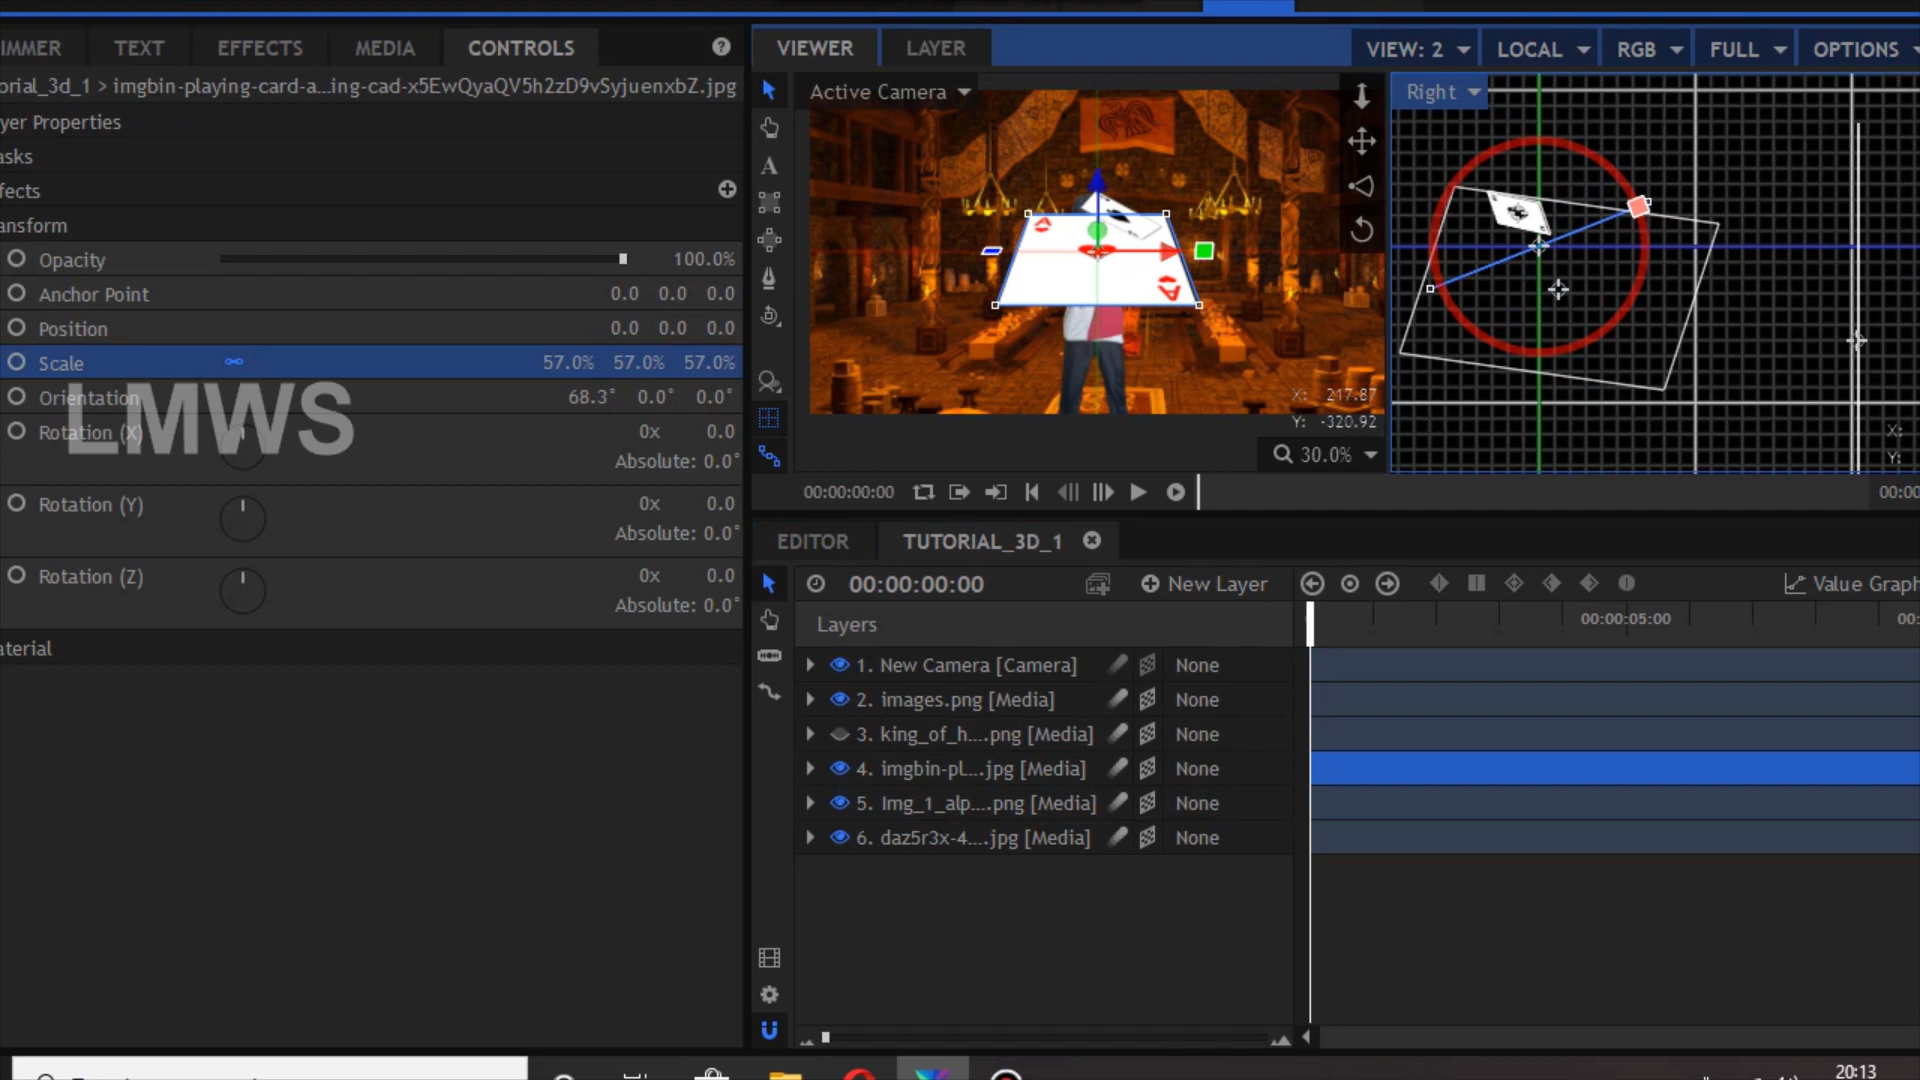 IMMER TEXT EFFECTS MEDIA CONTROLS
orial_3d_1 > imgbin-playing-card-a...ing-cad-x5EwQyaQV5h2zD9vSyjuenxbZ.jpg
yer Properties
asks
fects
ansform
Opacity 100.0%
Anchor Point 0.0 0.0 0.0
Position 0.0 0.0 0.0
Scale 57.0% 57.0% 57.0%
Orientation 68.3° 0.0° 0.0°
Rotation (X) 0x 0.0
LMWS
Absolute: 0.0°
Rotation (Y) 0x 0.0
Absolute: 0.0°
Rotation (Z) 0x 0.0
Absolute: 0.0°
aterial
VIEWER LAYER VIEW: 2 LOCAL RGB FULL OPTIONS
Active Camera
Right
A
A
X: 217.87
Y: -320.92
X:
Y:
30.0%
00:00:00:00
00:00
EDITOR TUTORIAL_3D_1
00:00:00:00 New Layer Value Graph
Layers 00:00:05:00 00:
1. New Camera [Camera] None
2. images.png [Media] None
3. king_of_h....png [Media] None
4. imgbin-pl....jpg [Media] None
5. Img_1_alp....png [Media] None
6. daz5r3x-4....jpg [Media] None
20:13